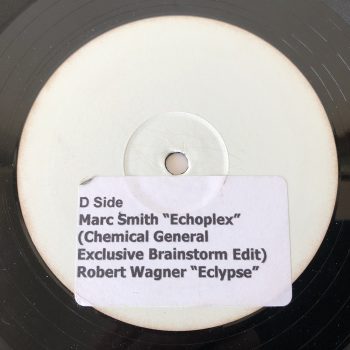 D Side
Marc Smith “Echoplex”
(Chemical General
Exclusive Brainstorm Edit)
Robert Wagner “Eclypse”